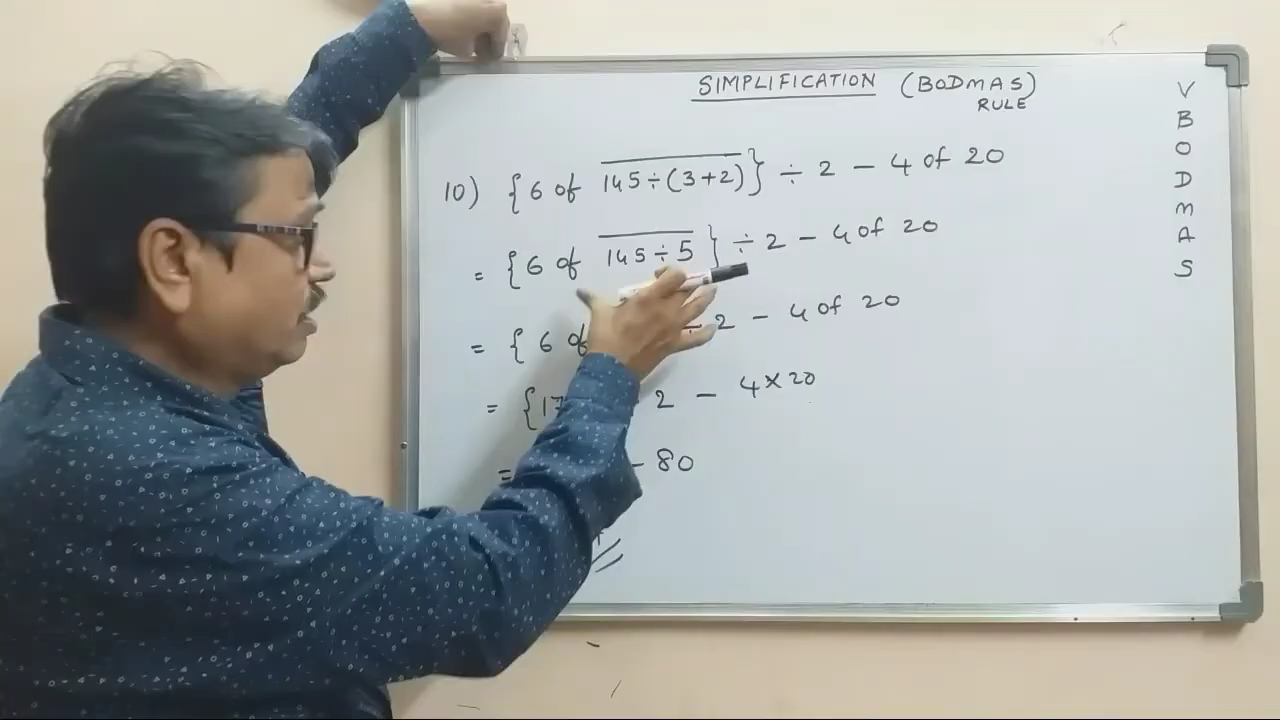 SIMPLIFICATION (BODMAS)
RULE
10) { 6 of 145÷(3+2)} ÷ 2 − 4 of 20
= { 6 of 145÷5 } ÷ 2 − 4 of 20
= { 6 of ÷ 2 − 4 of 20
= {17 2 − 4×20
= − 80
V
B
O
D
M
A
S